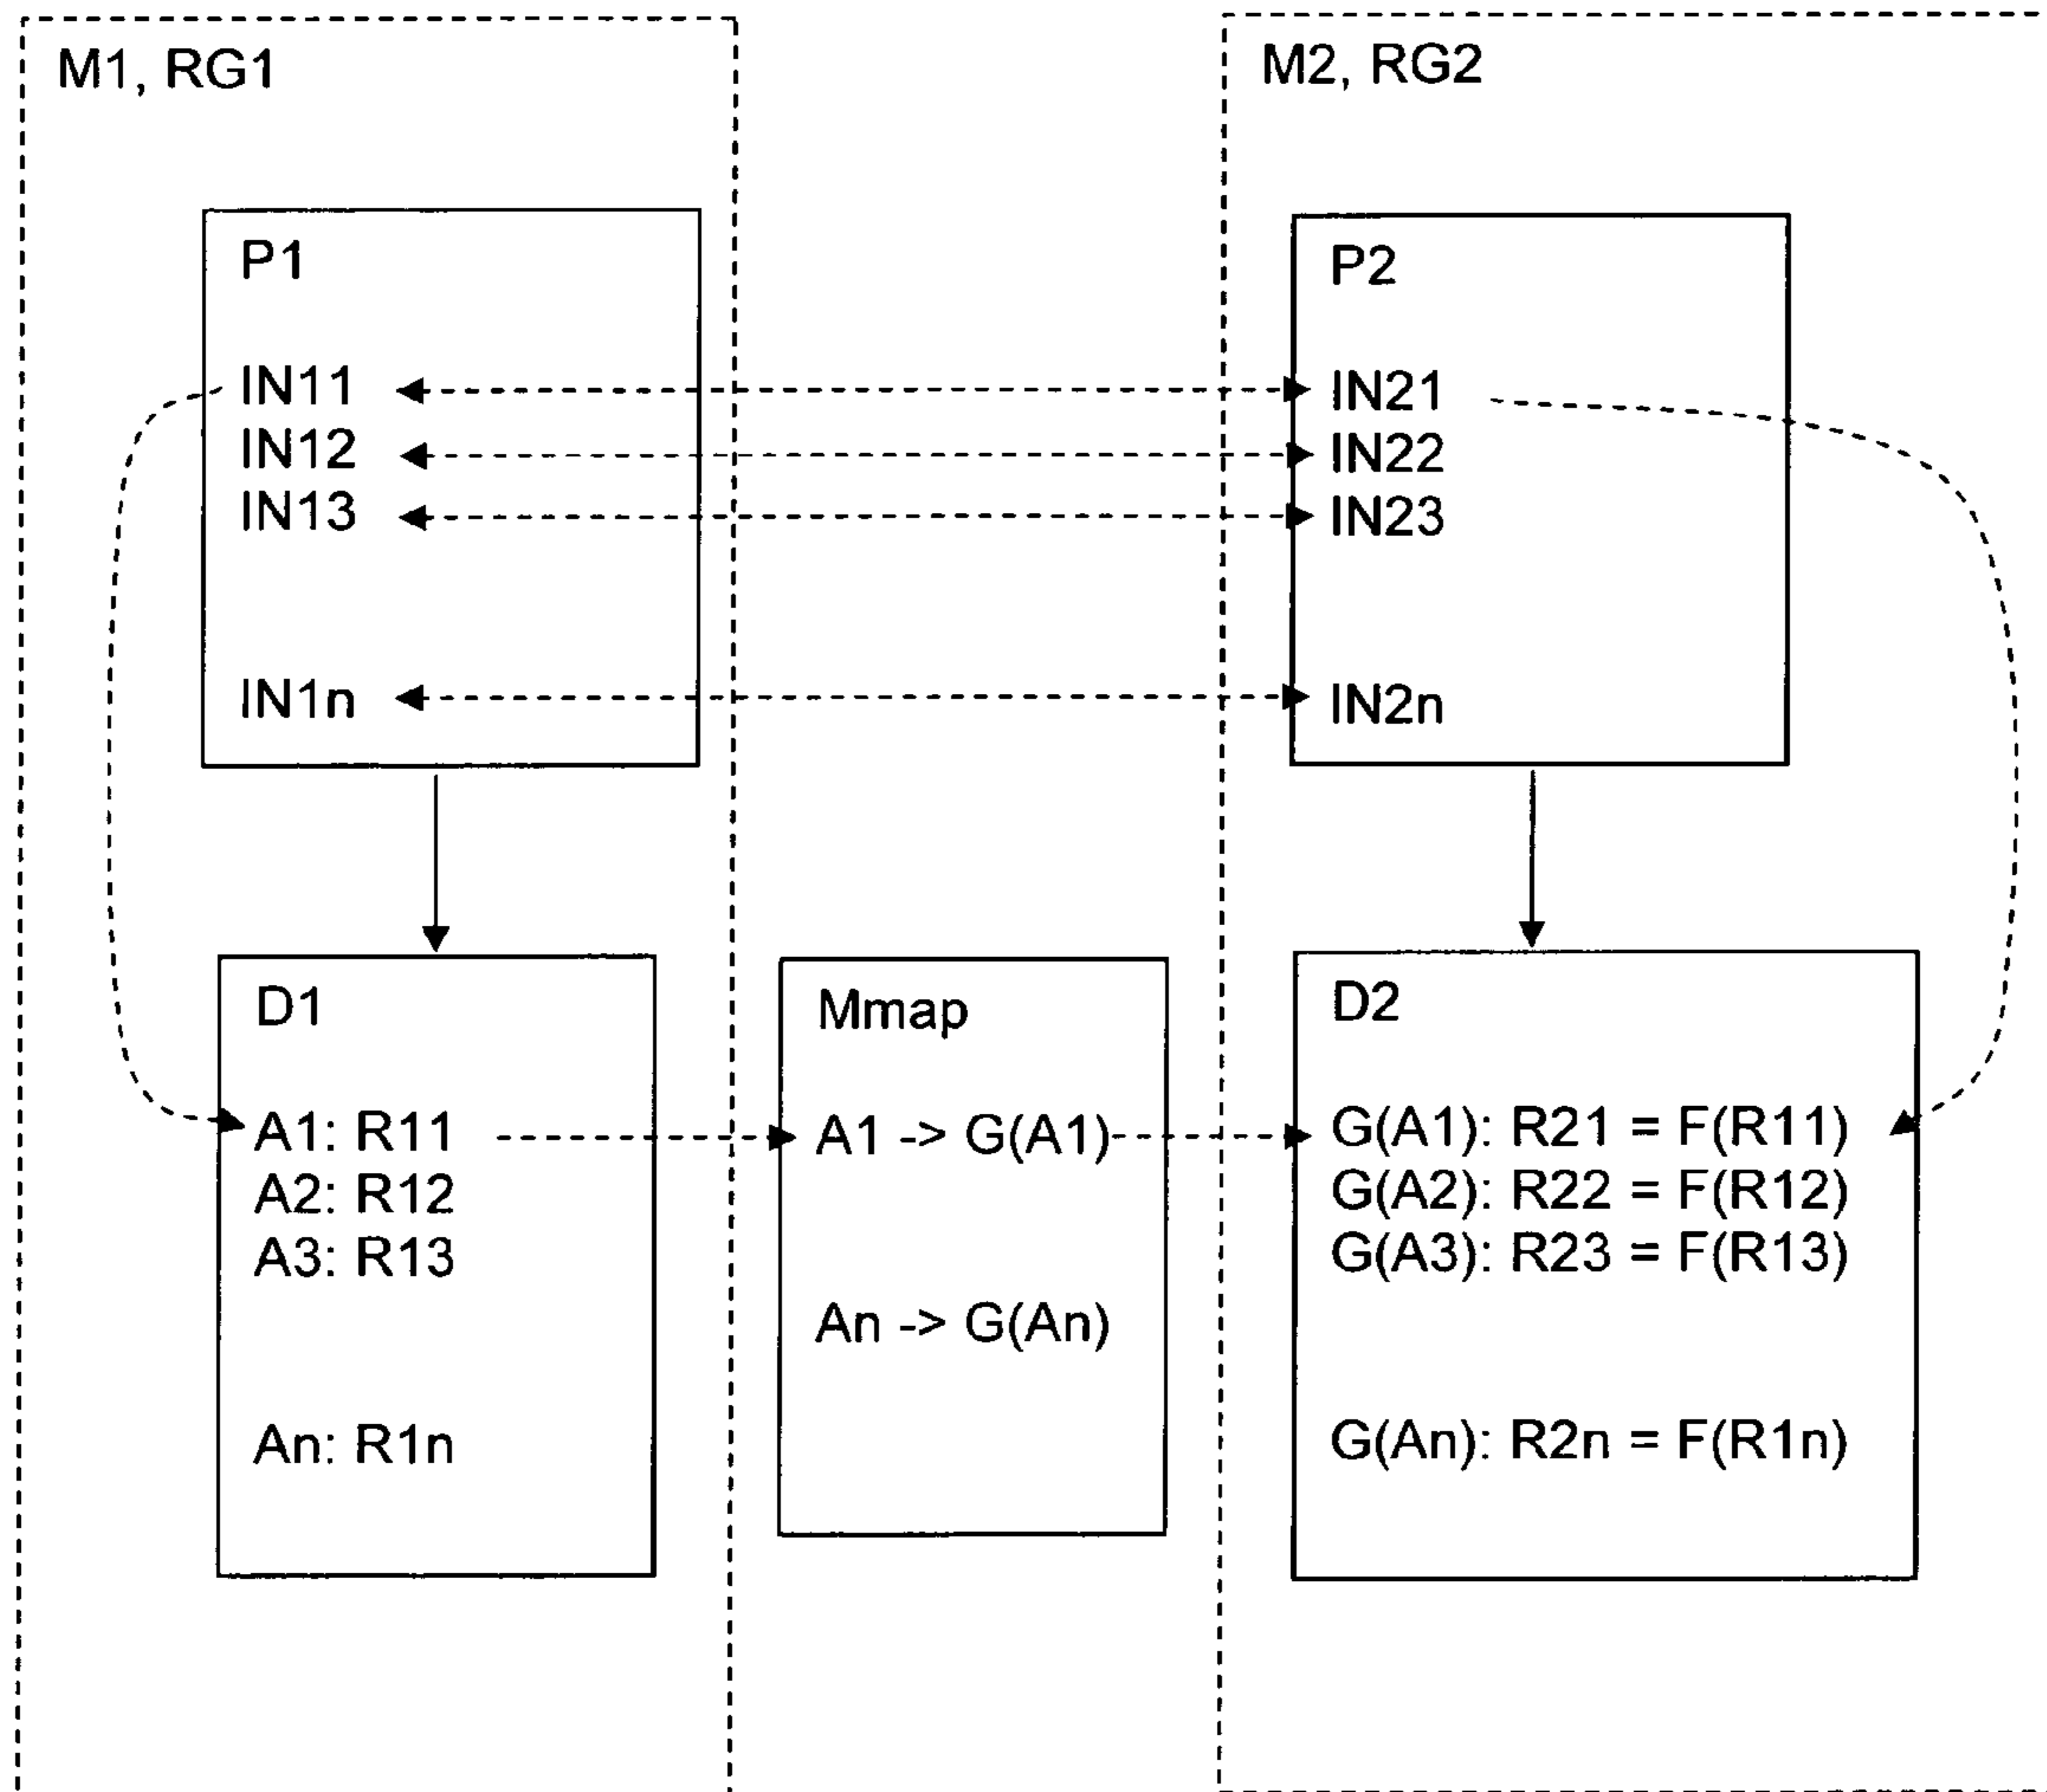 M1, RG1
M2, RG2
P1
IN11
IN12
IN13
IN1n
P2
IN21
IN22
IN23
IN2n
D1
A1: R11
A2: R12
A3: R13
An: R1n
Mmap
A1 -> G(A1)
An -> G(An)
D2
G(A1): R21 = F(R11)
G(A2): R22 = F(R12)
G(A3): R23 = F(R13)
G(An): R2n = F(R1n)